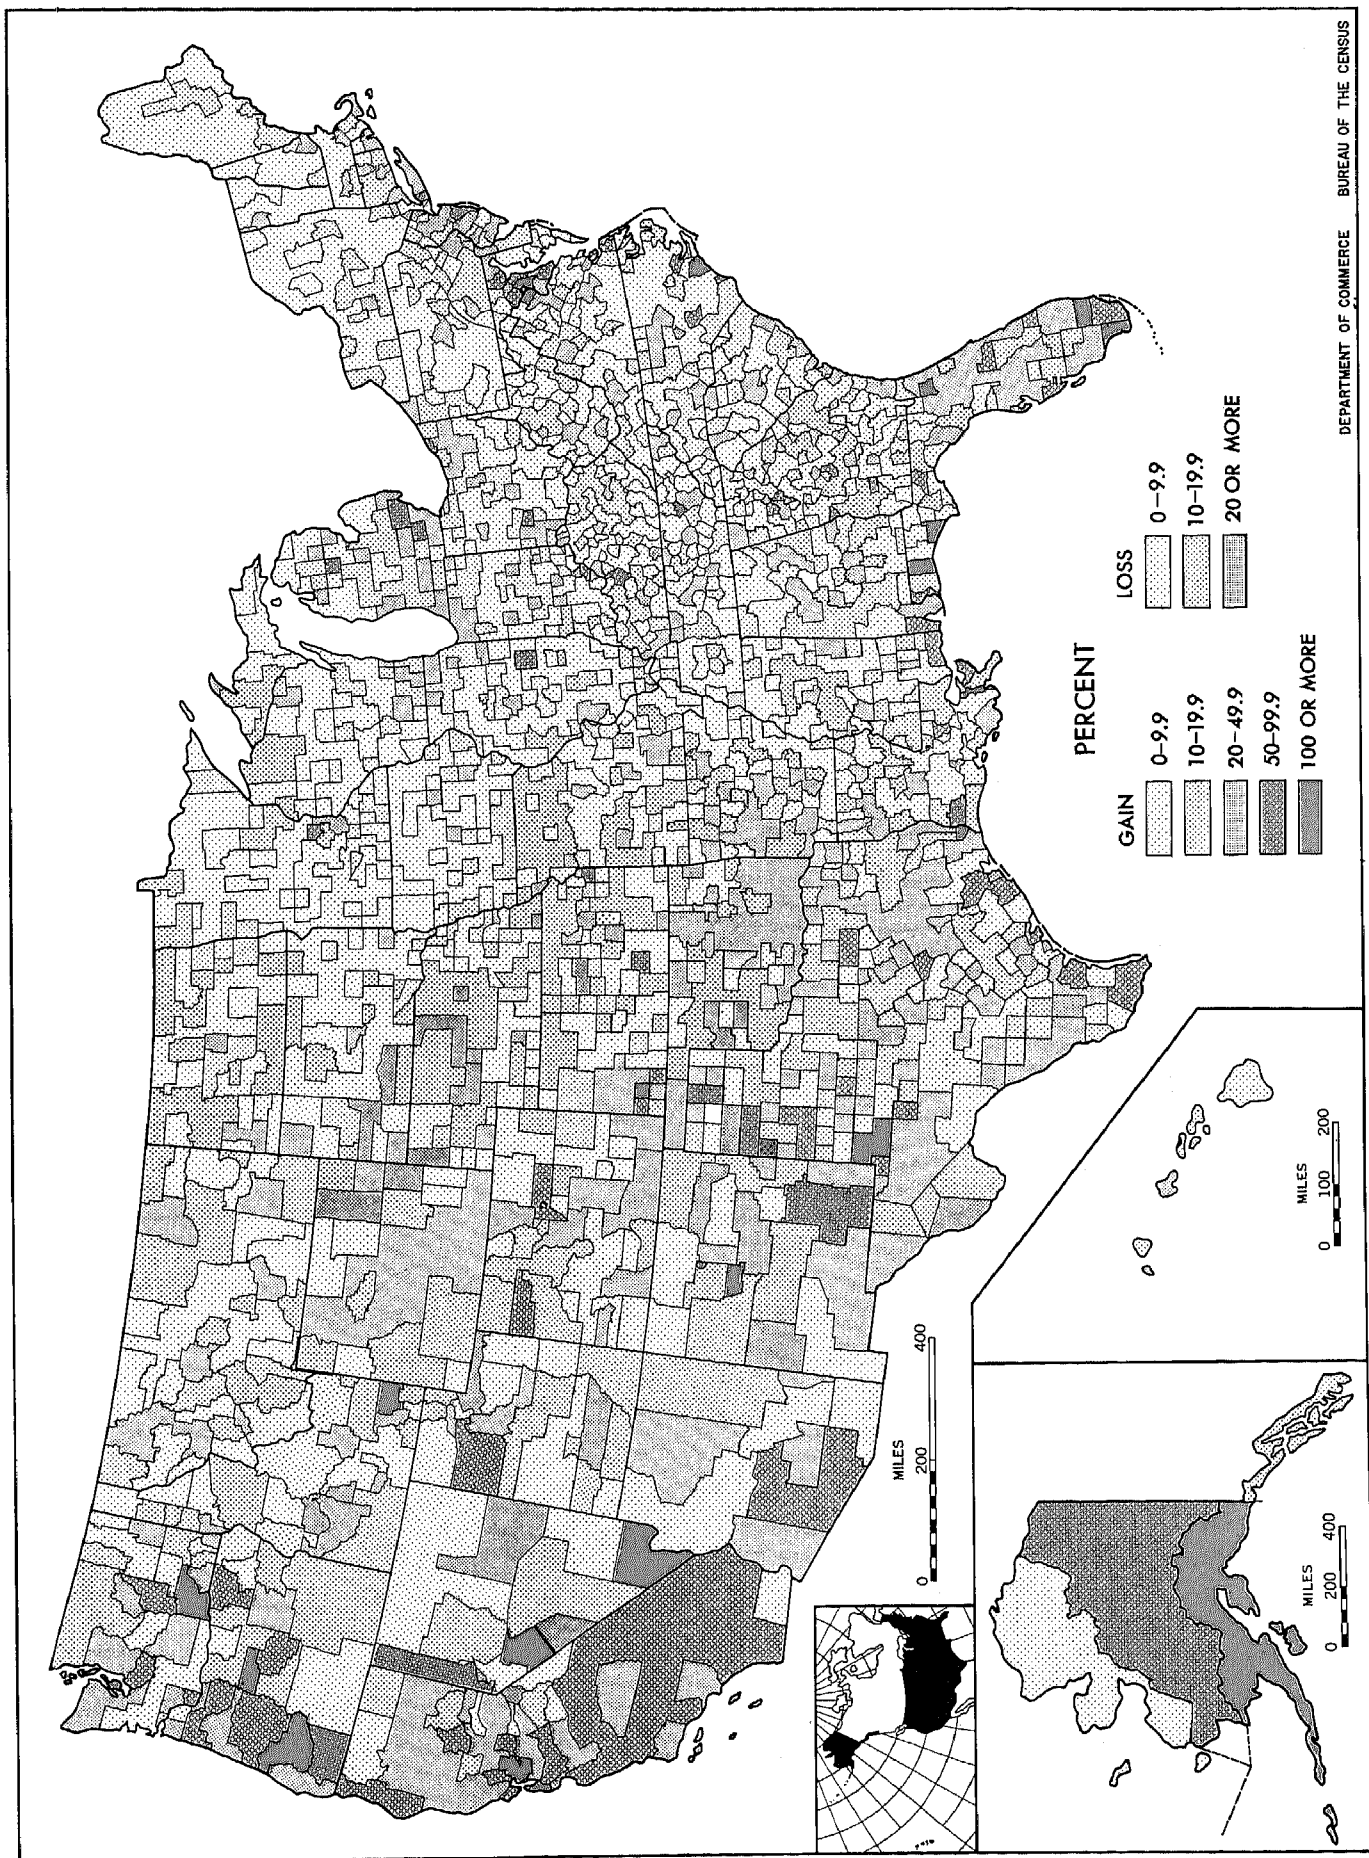 PERCENT
GAIN
0–9.9
10–19.9
20–49.9
50–99.9
100 OR MORE
LOSS
0–9.9
10–19.9
20 OR MORE
MILES
0 200 400
MILES
0 200 400
MILES
0 100 200
DEPARTMENT OF COMMERCE BUREAU OF THE CENSUS